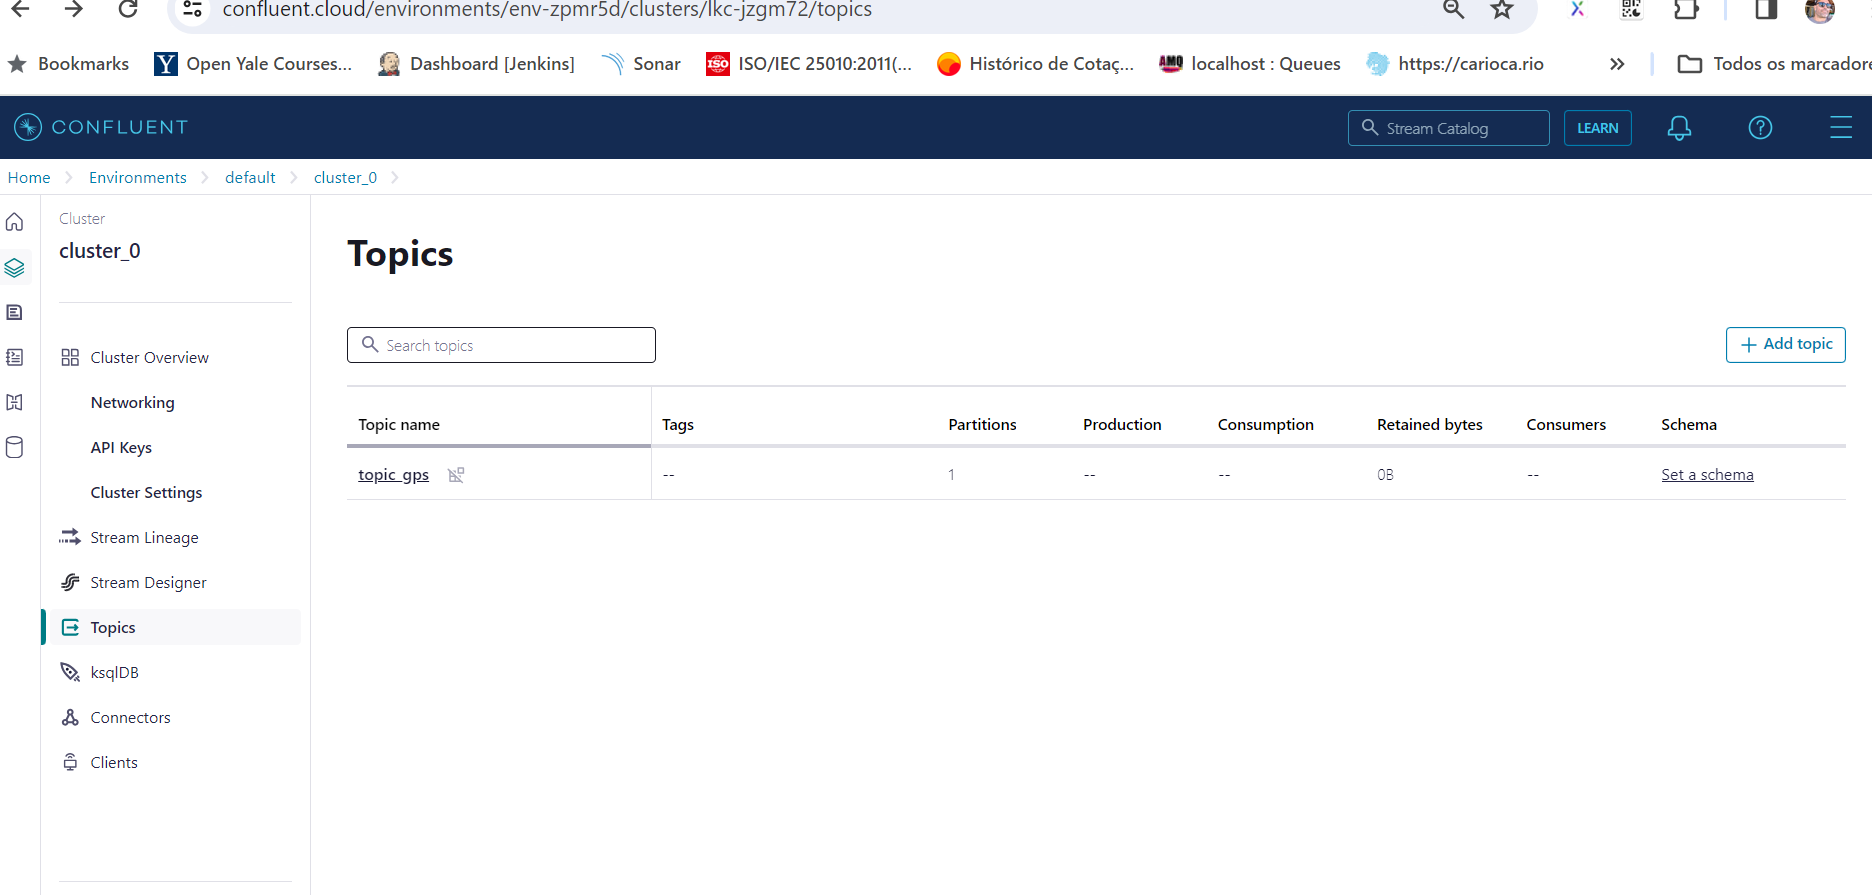 confluent.cloud/environments/env-zpmr5d/clusters/lkc-jzgm72/topics
Bookmarks Open Yale Courses... Dashboard [Jenkins] Sonar ISO ISO/IEC 25010:2011(... Histórico de Cotaç... AMQ localhost : Queues https://carioca.rio » Todos os marcadore
CONFLUENT Stream Catalog LEARN
Home Environments default cluster_0
Cluster
cluster_0
Cluster Overview
Networking
API Keys
Cluster Settings
Stream Lineage
Stream Designer
Topics
ksqlDB
Connectors
Clients
Topics
Search topics
+ Add topic
Topic name Tags Partitions Production Consumption Retained bytes Consumers Schema
topic_gps -- 1 -- -- 0B -- Set a schema